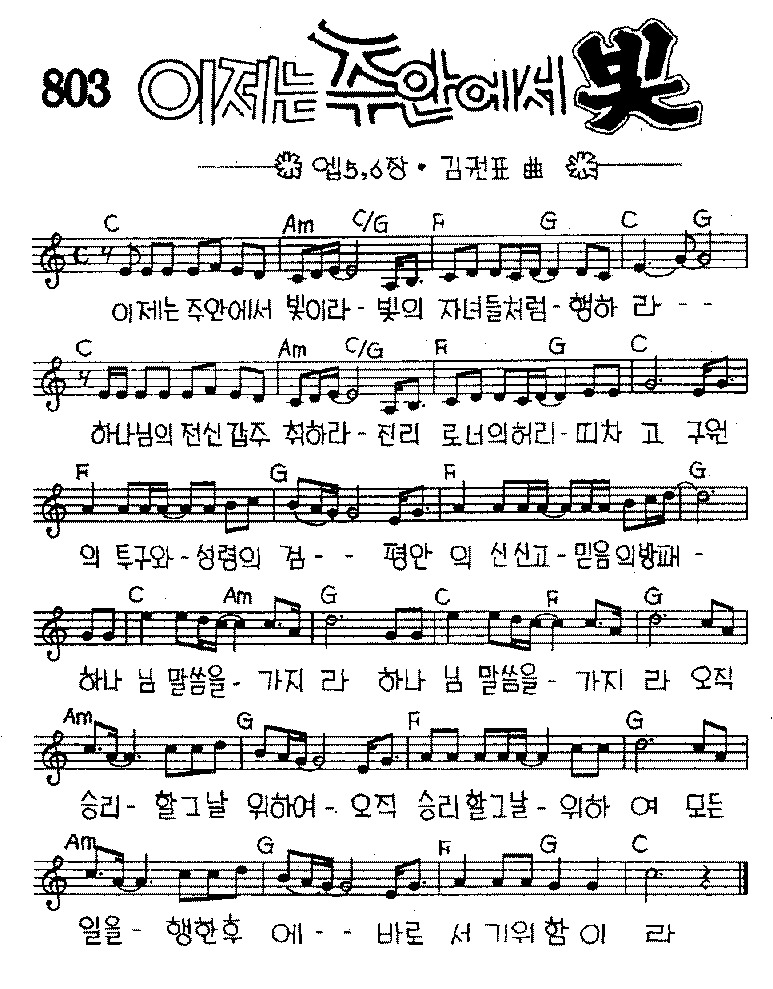 803 이제는 주안에서 빛
엡5,6장 · 김권표 曲
C Am C/G F G C G
이제는 주안에서 빛이라 - 빛의 자녀들처럼 - 행하 라 - - -
C Am C/G F G C
하나님의 전신갑주 취하라 - 진리 로 너의허리 - 띠차 고 구원
F G F G
의 투구와 - 성령의 검 - - 평안 의 신신고 - 믿음의방패 -
C Am G C F G
하나 님 말씀을 - 가지 라 하나 님 말씀을 - 가지 라 오직
Am G F G
승리 - 할그날 위하여 - 오직 승리할그날 - 위하 여 모든
Am G F G C
일을 - 행한후 에 - - 바로 서 기위 함 이 라